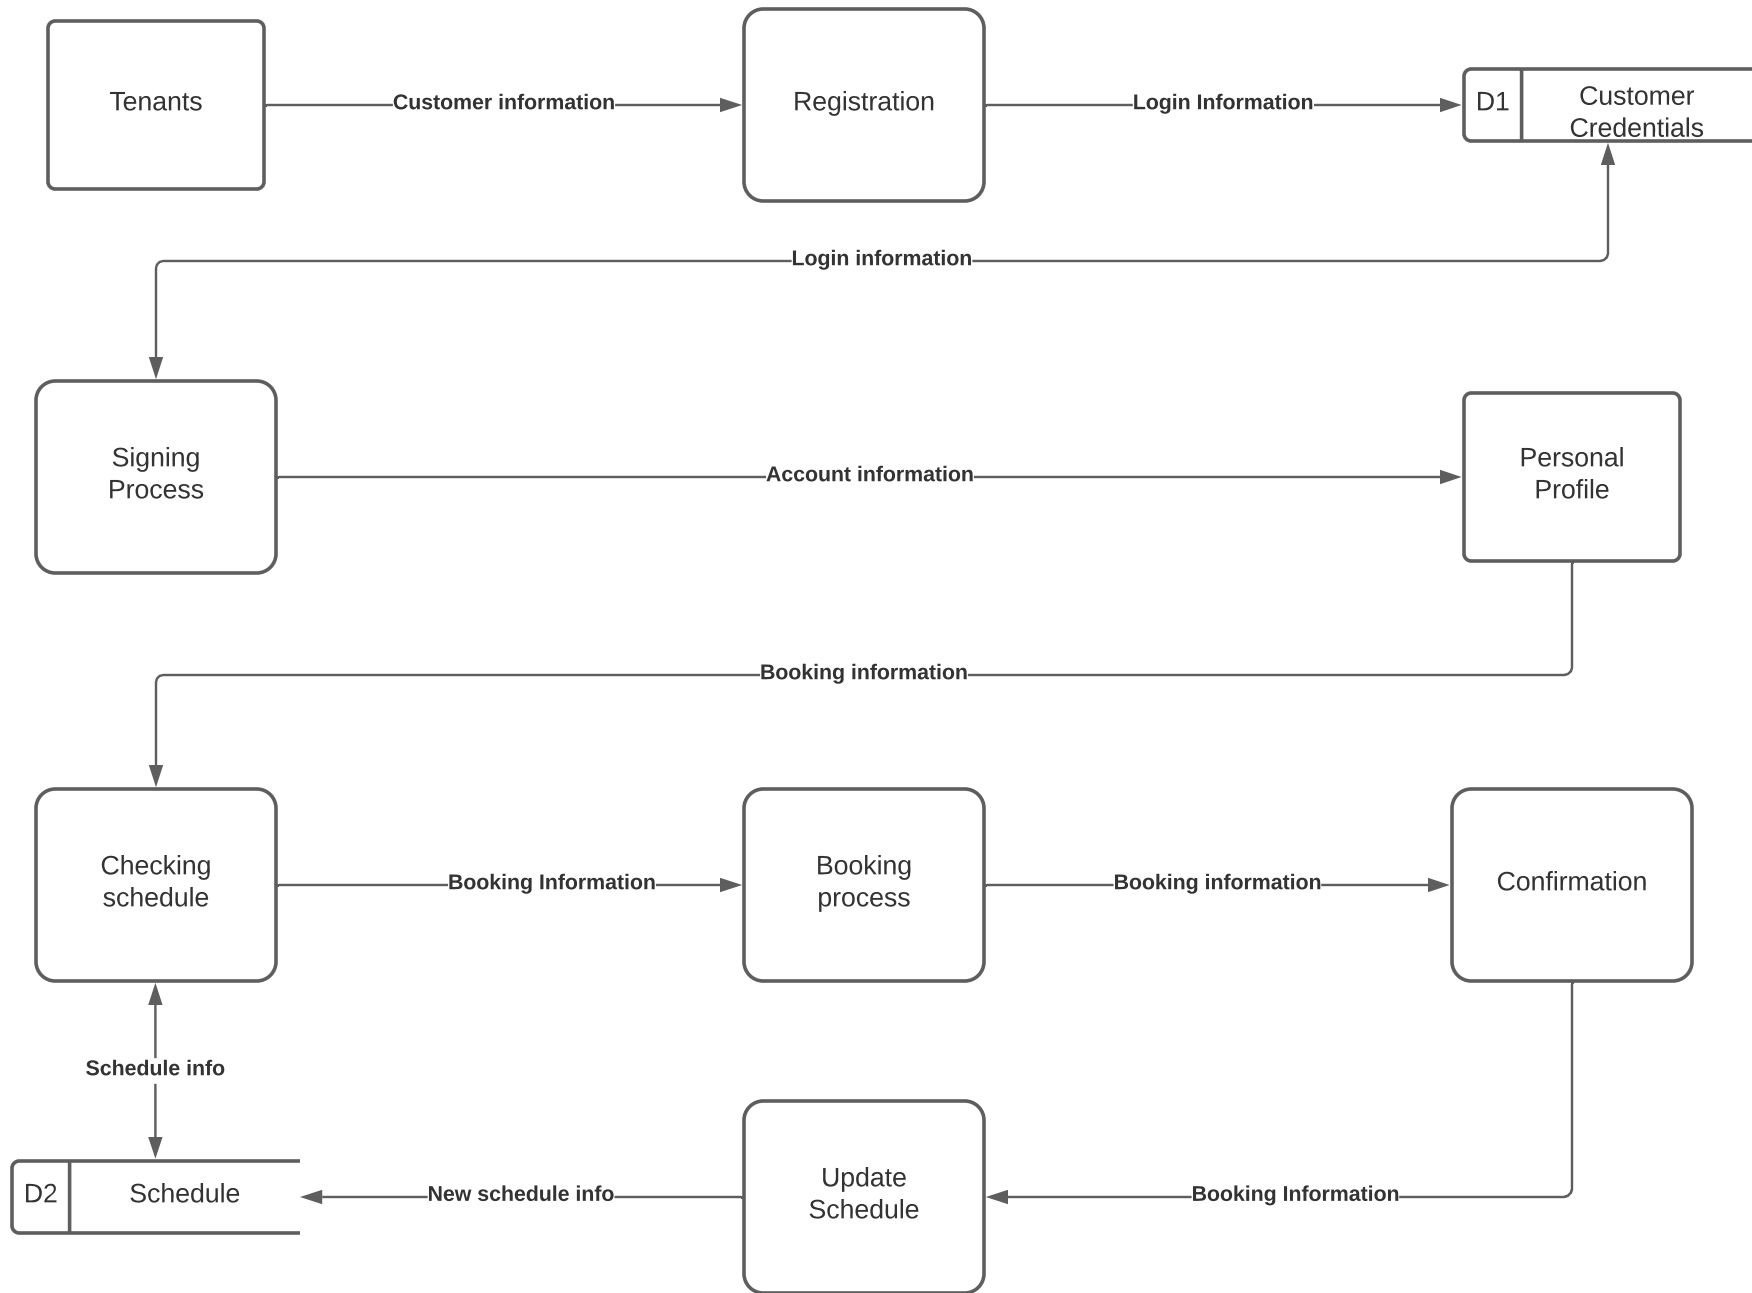 Tenants
Customer information
Registration
Login Information
D1
Customer
Credentials
Login information
Signing
Process
Account information
Personal
Profile
Booking information
Checking
schedule
Booking Information
Booking
process
Booking information
Confirmation
Schedule info
D2
Schedule
New schedule info
Update
Schedule
Booking Information